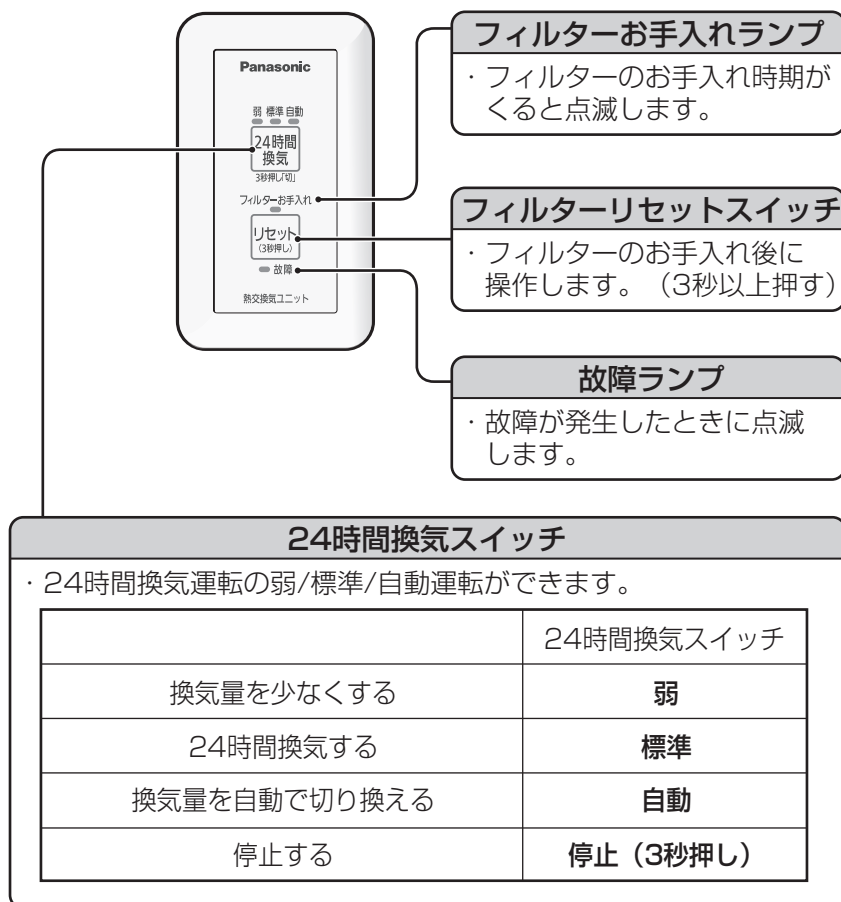 Panasonic
弱 標準 自動
24時間
換気
3秒押し「切」
フィルターお手入れ
リセット
(3秒押し)
故障
熱交換気ユニット
フィルターお手入れランプ
・フィルターのお手入れ時期が
くると点滅します。
フィルターリセットスイッチ
・フィルターのお手入れ後に
操作します。（3秒以上押す）
故障ランプ
・故障が発生したときに点滅
します。
24時間換気スイッチ
・24時間換気運転の弱/標準/自動運転ができます。
24時間換気スイッチ
換気量を少なくする 弱
24時間換気する 標準
換気量を自動で切り換える 自動
停止する 停止（3秒押し）